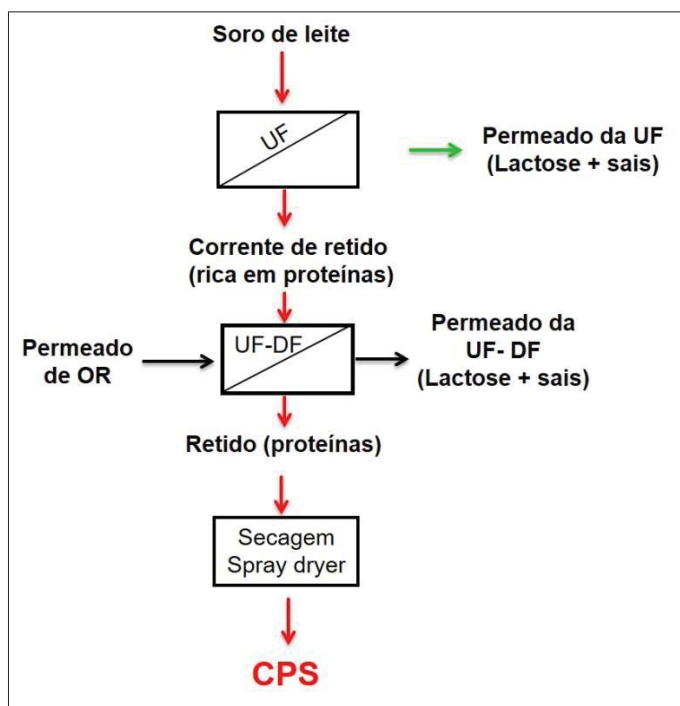 Soro de leite
UF
Permeado da UF
(Lactose + sais)
Corrente de retido
(rica em proteínas)
Permeado
de OR
UF-DF
Permeado da
UF- DF
(Lactose + sais)
Retido (proteínas)
Secagem
Spray dryer
CPS